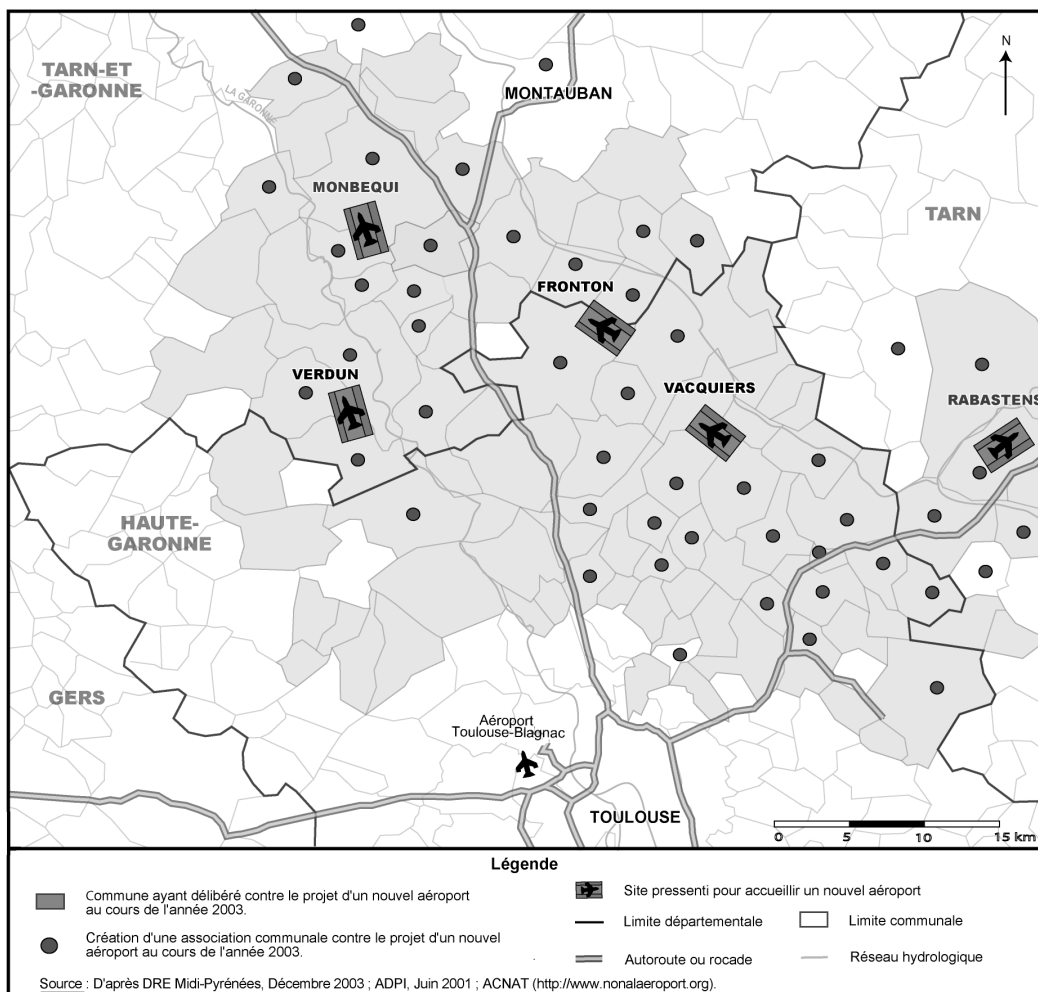 N
TARN-ET
-GARONNE
LA GARONNE
MONTAUBAN
MONBEQUI
TARN
FRONTON
VERDUN
VACQUIERS
RABASTENS
HAUTE-
GARONNE
GERS
Aéroport
Toulouse-Blagnac
TOULOUSE
0 5 10 15 km
Légende
Commune ayant délibéré contre le projet d'un nouvel aéroport
au cours de l'année 2003.
Création d'une association communale contre le projet d'un nouvel
aéroport au cours de l'année 2003.
Site pressenti pour accueillir un nouvel aéroport
Limite départementale
Limite communale
Autoroute ou rocade
Réseau hydrologique
Source : D'après DRE Midi-Pyrénées, Décembre 2003 ; ADPI, Juin 2001 ; ACNAT (http://www.nonalaeroport.org).